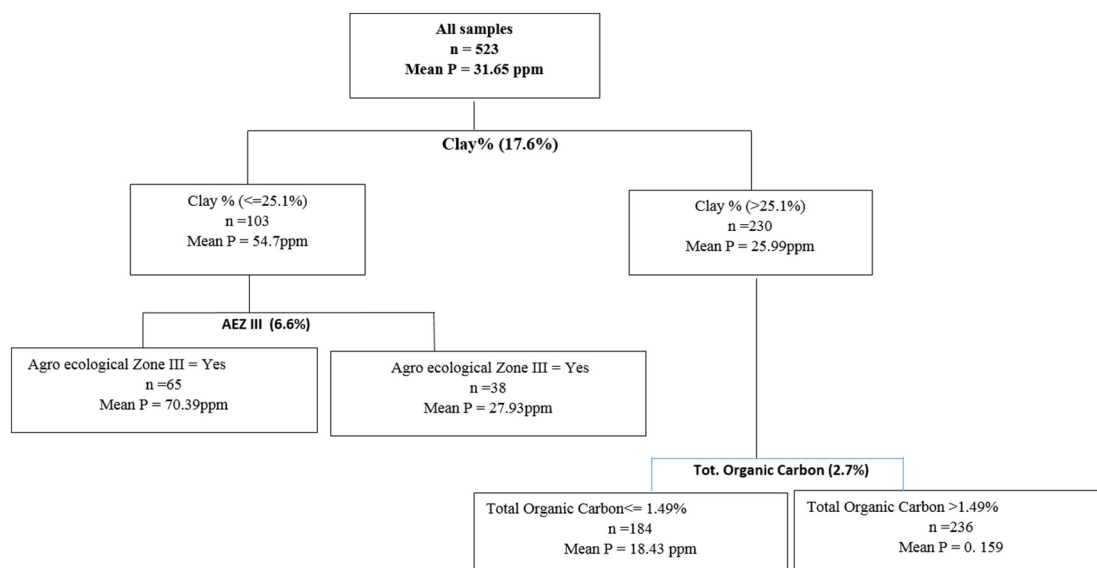 All samples
n = 523
Mean P = 31.65 ppm
Clay% (17.6%)
Clay % (<=25.1%)
n =103
Mean P = 54.7ppm
Clay % (>25.1%)
n =230
Mean P = 25.99ppm
AEZ III (6.6%)
Agro ecological Zone III = Yes
n =65
Mean P = 70.39ppm
Agro ecological Zone III = Yes
n =38
Mean P = 27.93ppm
Tot. Organic Carbon (2.7%)
Total Organic Carbon<= 1.49%
n =184
Mean P = 18.43 ppm
Total Organic Carbon >1.49%
n =236
Mean P = 0. 159